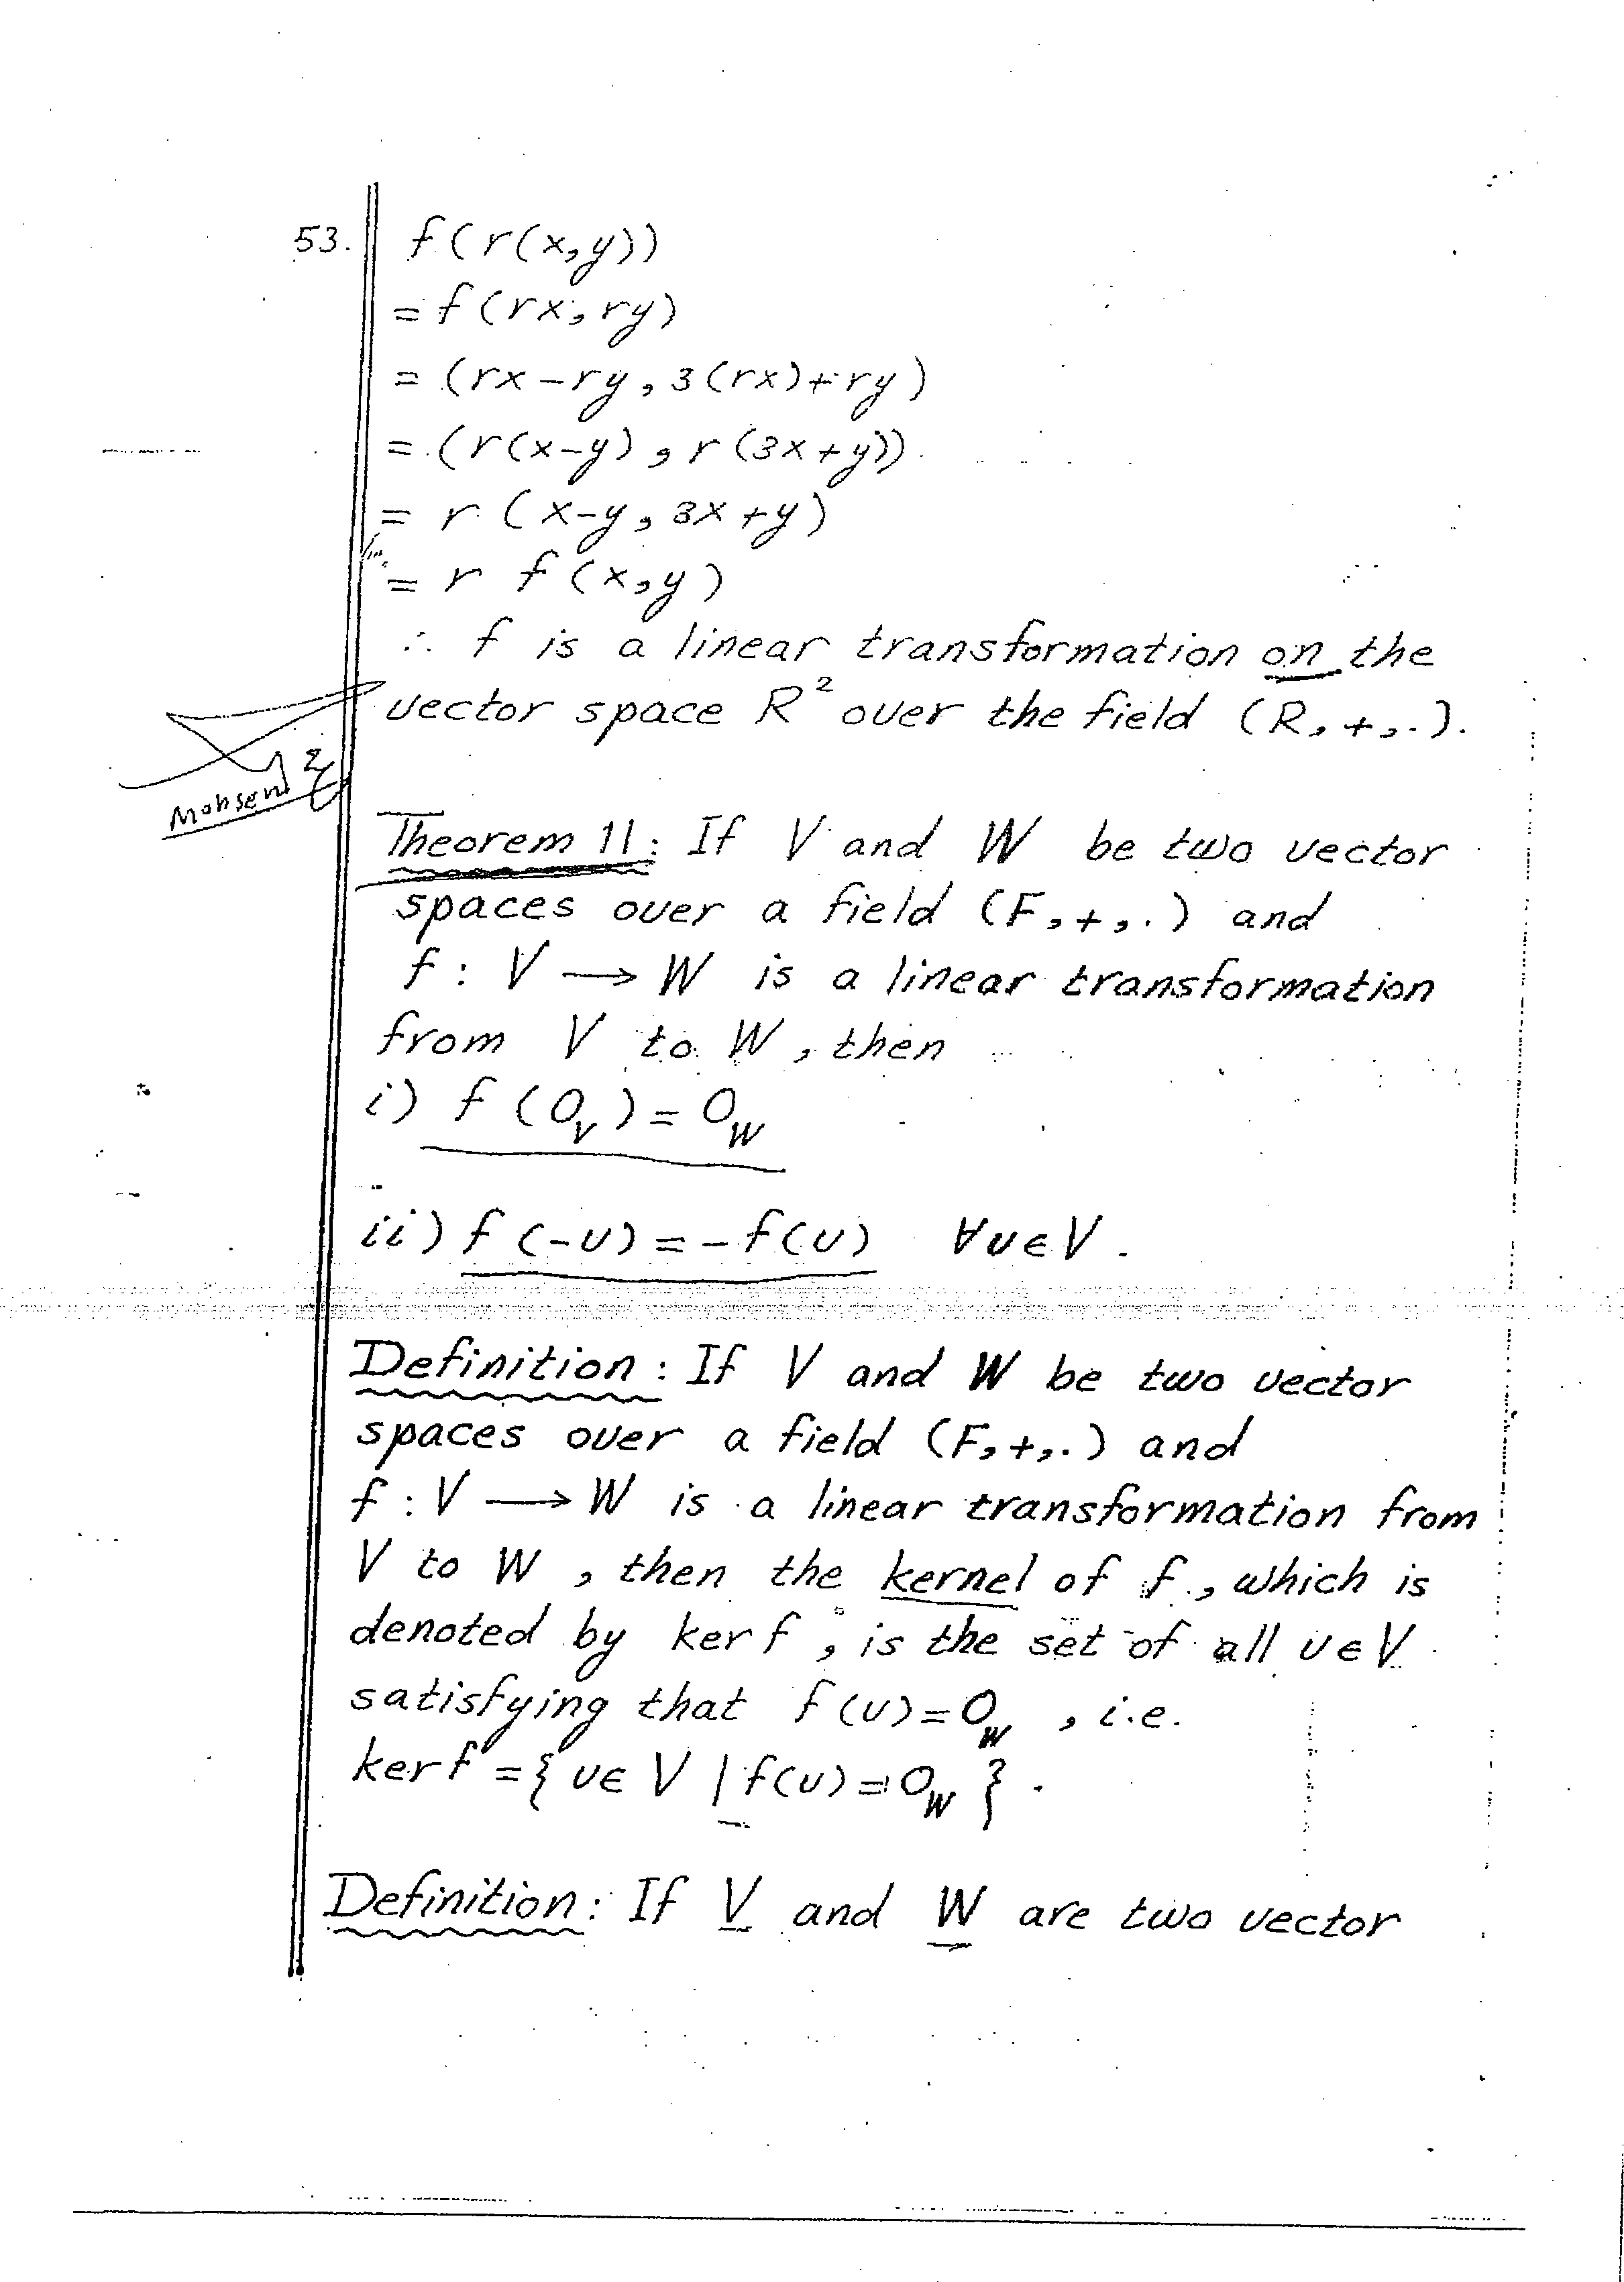 53. f(r(x,y))
= f(rx, ry)
= (rx-ry, 3(rx)+ry)
= (r(x-y), r(3x+y))
= r (x-y, 3x+y)
= r f(x,y)
∴ f is a linear transformation on the
vector space R² over the field (R,+,.).
Mohsen
Theorem 11: If V and W be two vector
spaces over a field (F,+,.) and
f: V → W is a linear transformation
from V to W, then
i) f(0_V) = 0_W
ii) f(-v) = -f(v) ∀v∈V.
Definition: If V and W be two vector
spaces over a field (F,+,.) and
f: V → W is a linear transformation from
V to W, then the kernel of f, which is
denoted by ker f, is the set of all v∈V
satisfying that f(v)=0_W, i.e.
ker f = { v∈V | f(v)=0_W }.
Definition: If V and W are two vector